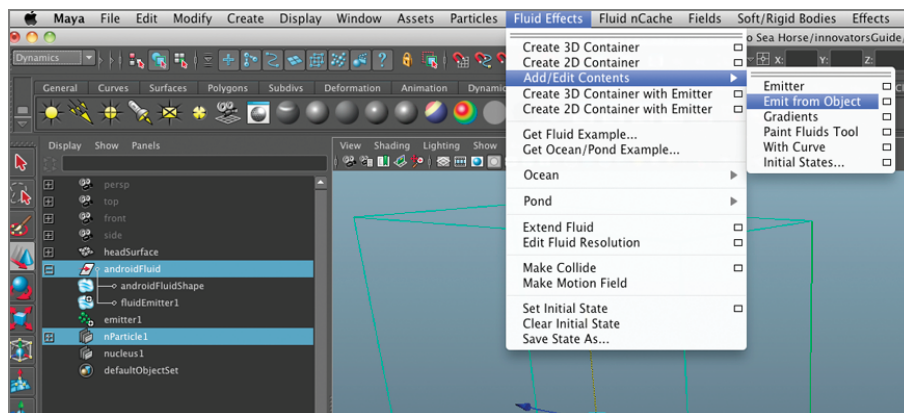 Maya File Edit Modify Create Display Window Assets Particles Fluid Effects Fluid nCache Fields Soft/Rigid Bodies Effects
o Sea Horse/innovatorsGuide/
Dynamics X: Y: Z:
General Curves Surfaces Polygons Subdivs Deformation Animation Dynamic
Display Show Panels
View Shading Lighting Show
persp
top
front
side
headSurface
androidFluid
androidFluidShape
fluidEmitter1
emitter1
nParticle1
nucleus1
defaultObjectSet
Create 3D Container
Create 2D Container
Add/Edit Contents
Create 3D Container with Emitter
Create 2D Container with Emitter
Get Fluid Example...
Get Ocean/Pond Example...
Ocean
Pond
Extend Fluid
Edit Fluid Resolution
Make Collide
Make Motion Field
Set Initial State
Clear Initial State
Save State As...
Emitter
Emit from Object
Gradients
Paint Fluids Tool
With Curve
Initial States...